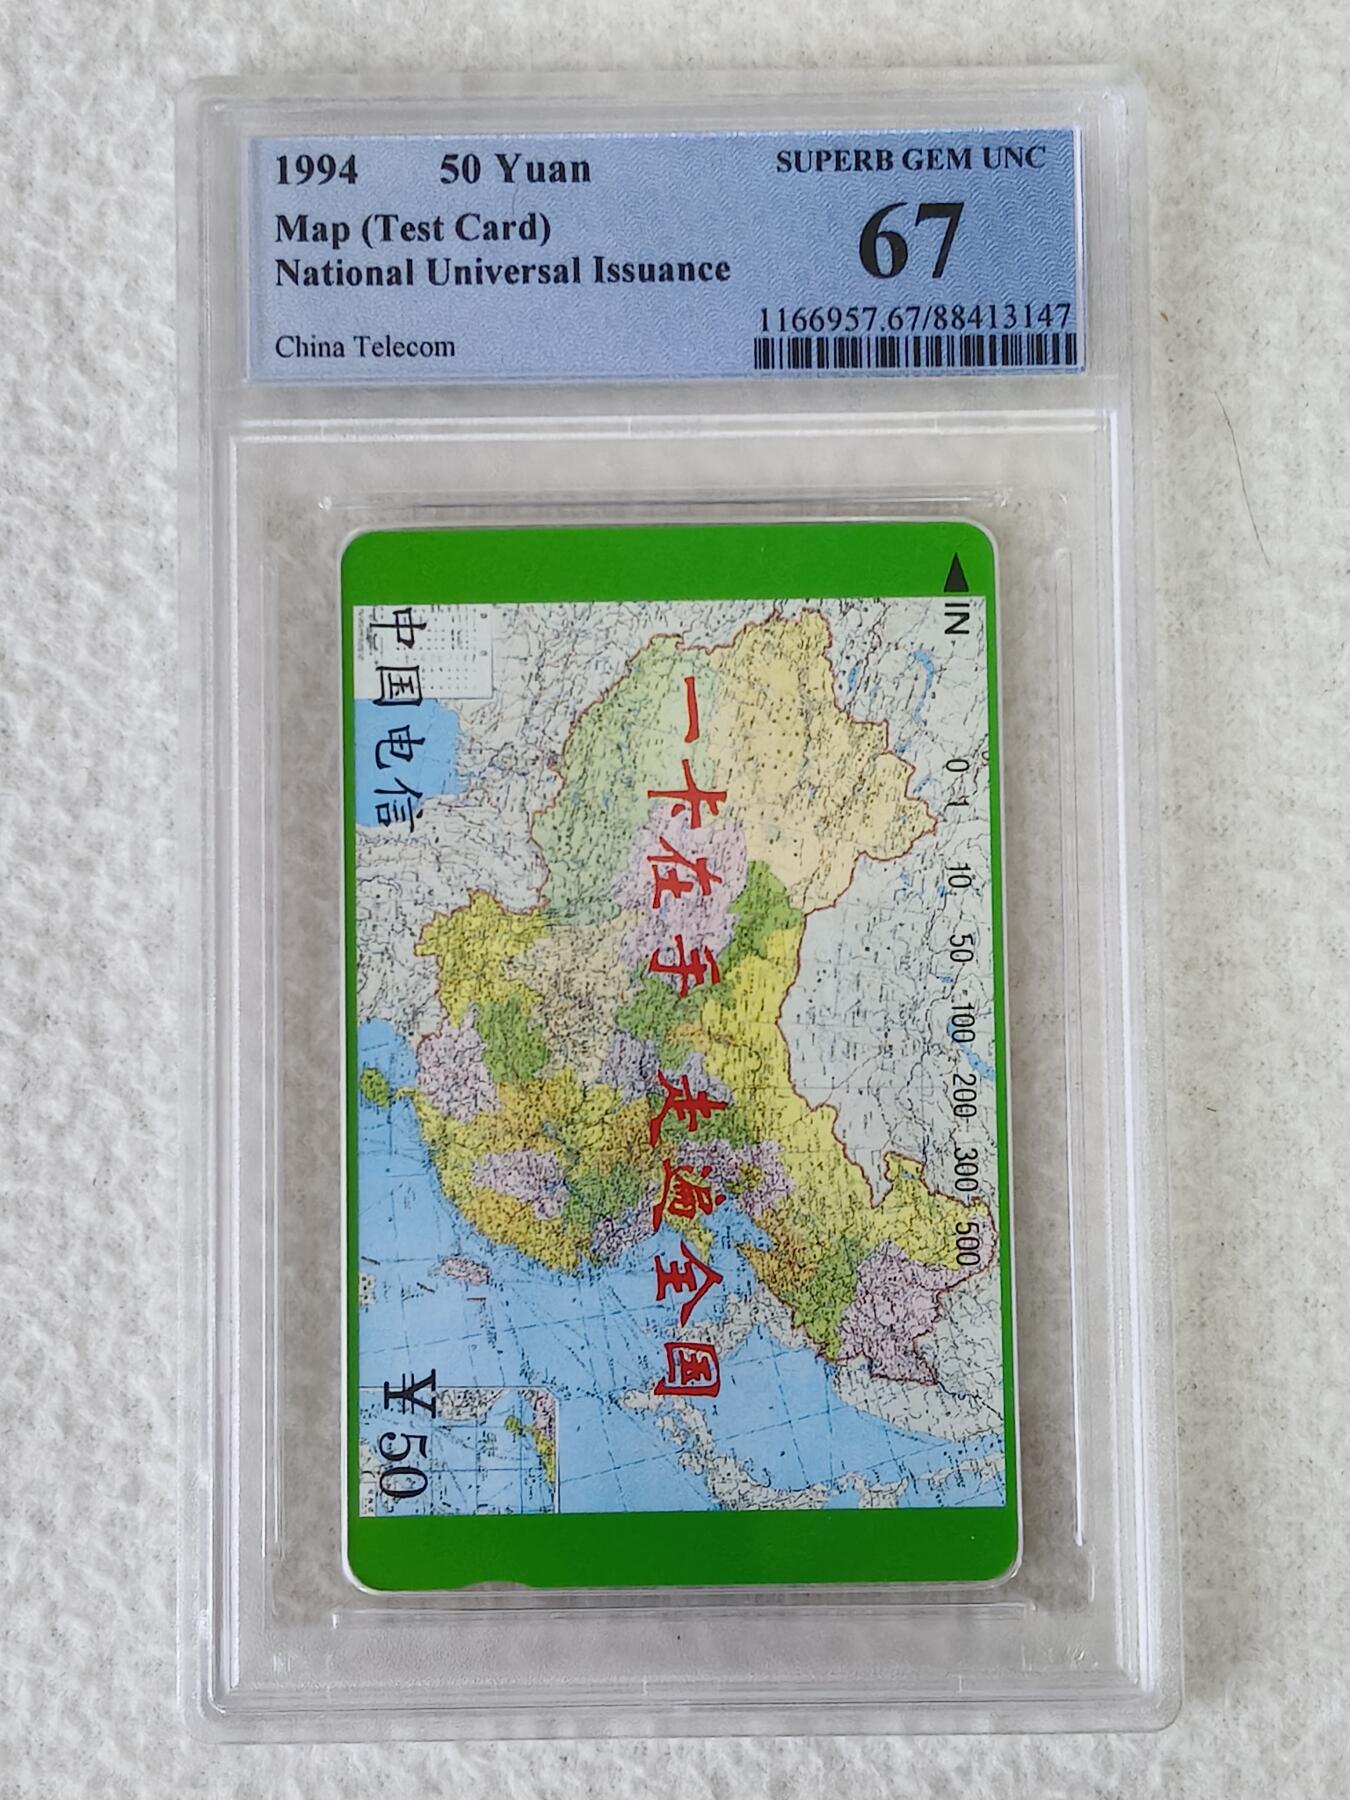 1994 50 Yuan
Map (Test Card)
National Universal Issuance
China Telecom
SUPERB GEM UNC
67
1166957.67/88413147
IN
0 1 10 50 100 200 300 500
一卡在手 走遍全国
中国电信
¥50